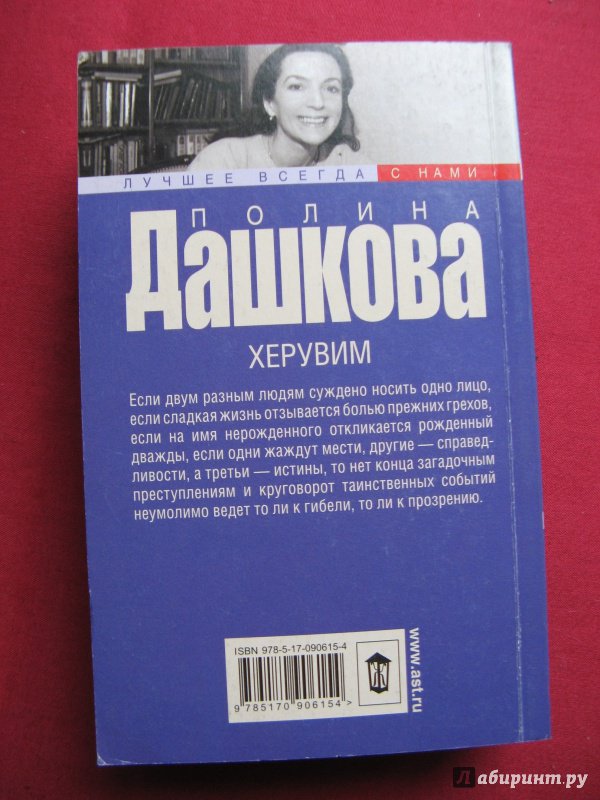 ЛУЧШЕЕ ВСЕГДА С НАМИ
ПОЛИНА
ДАШКОВА
ХЕРУВИМ
Если двум разным людям суждено носить одно лицо,
если сладкая жизнь отзывается болью прежних грехов,
если на имя нерожденного откликается рожденный
дважды, если одни жаждут мести, другие — справед-
ливости, а третьи — истины, то нет конца загадочным
преступлениям и круговорот таинственных событий
неумолимо ведет то ли к гибели, то ли к прозрению.
ISBN 978-5-17-090615-4
9 785170 906154 >
www.ast.ru
Лабиринт.ру